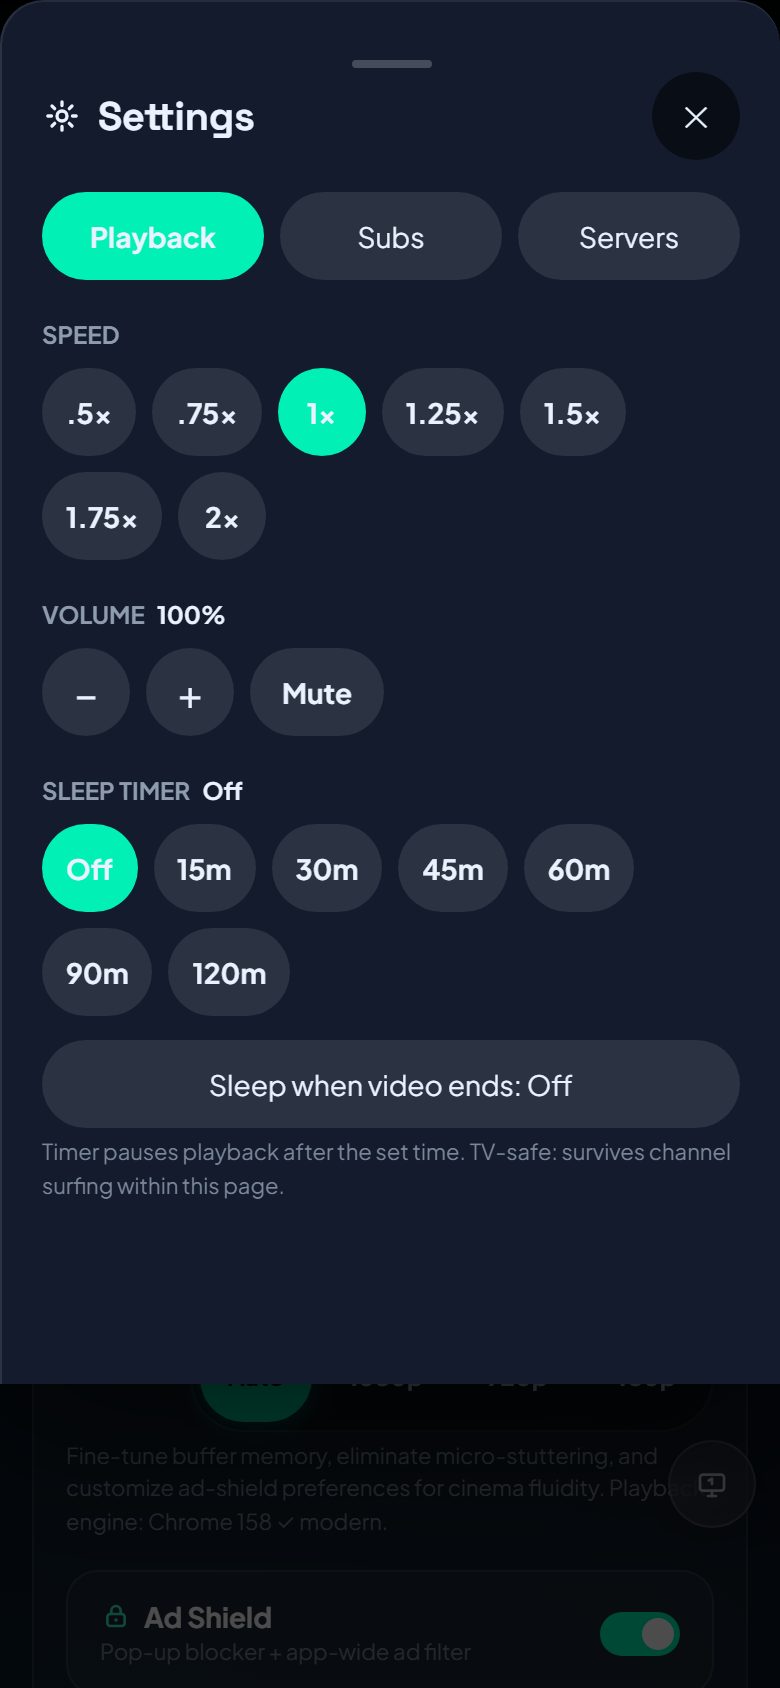 Settings
Playback Subs Servers
SPEED
.5× .75× 1× 1.25× 1.5×
1.75× 2×
VOLUME 100%
− + Mute
SLEEP TIMER Off
Off 15m 30m 45m 60m
90m 120m
Sleep when video ends: Off
Timer pauses playback after the set time. TV-safe: survives channel
surfing within this page.
Fine-tune buffer memory, eliminate micro-stuttering, and
customize ad-shield preferences for cinema fluidity. Playback
engine: Chrome 158 ✓ modern.
Ad Shield
Pop-up blocker + app-wide ad filter